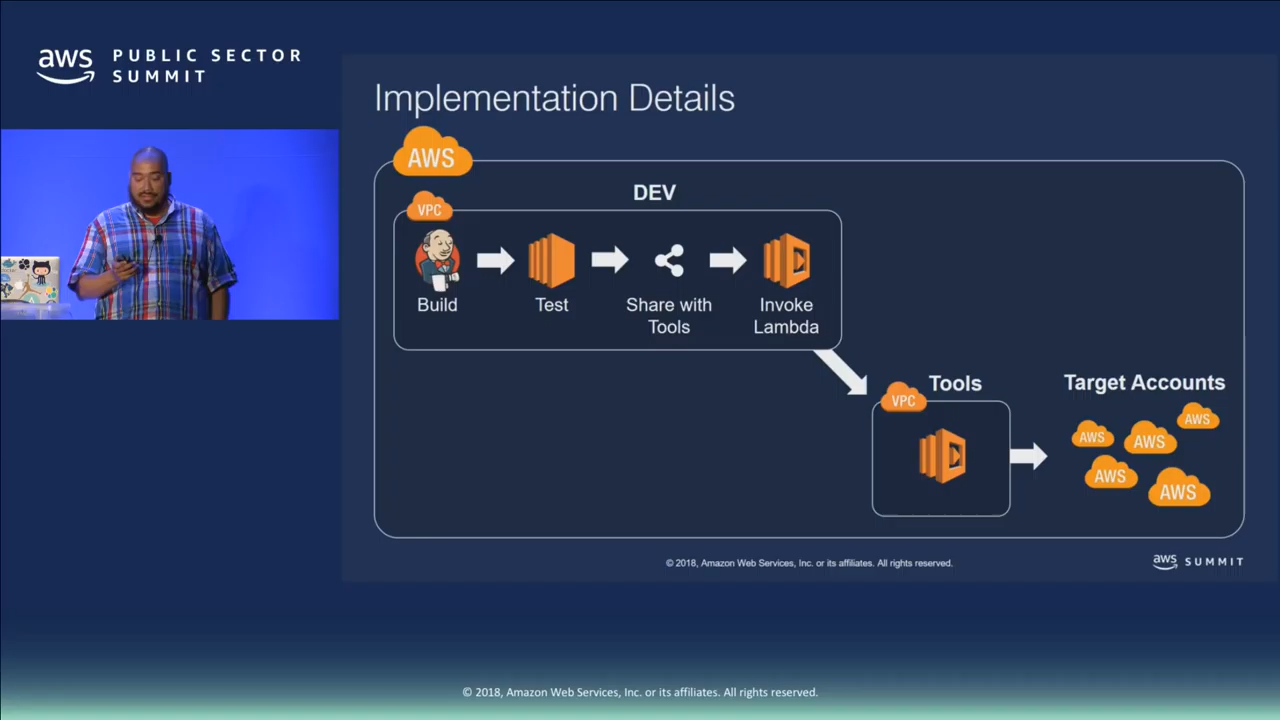 aws PUBLIC SECTOR
SUMMIT
Implementation Details
AWS
DEV
VPC
Build
Test
Share with
Tools
Invoke
Lambda
Tools
VPC
Target Accounts
AWS
AWS
AWS
AWS
AWS
© 2018, Amazon Web Services, Inc. or its affiliates. All rights reserved.
aws SUMMIT
© 2018, Amazon Web Services, Inc. or its affiliates. All rights reserved.